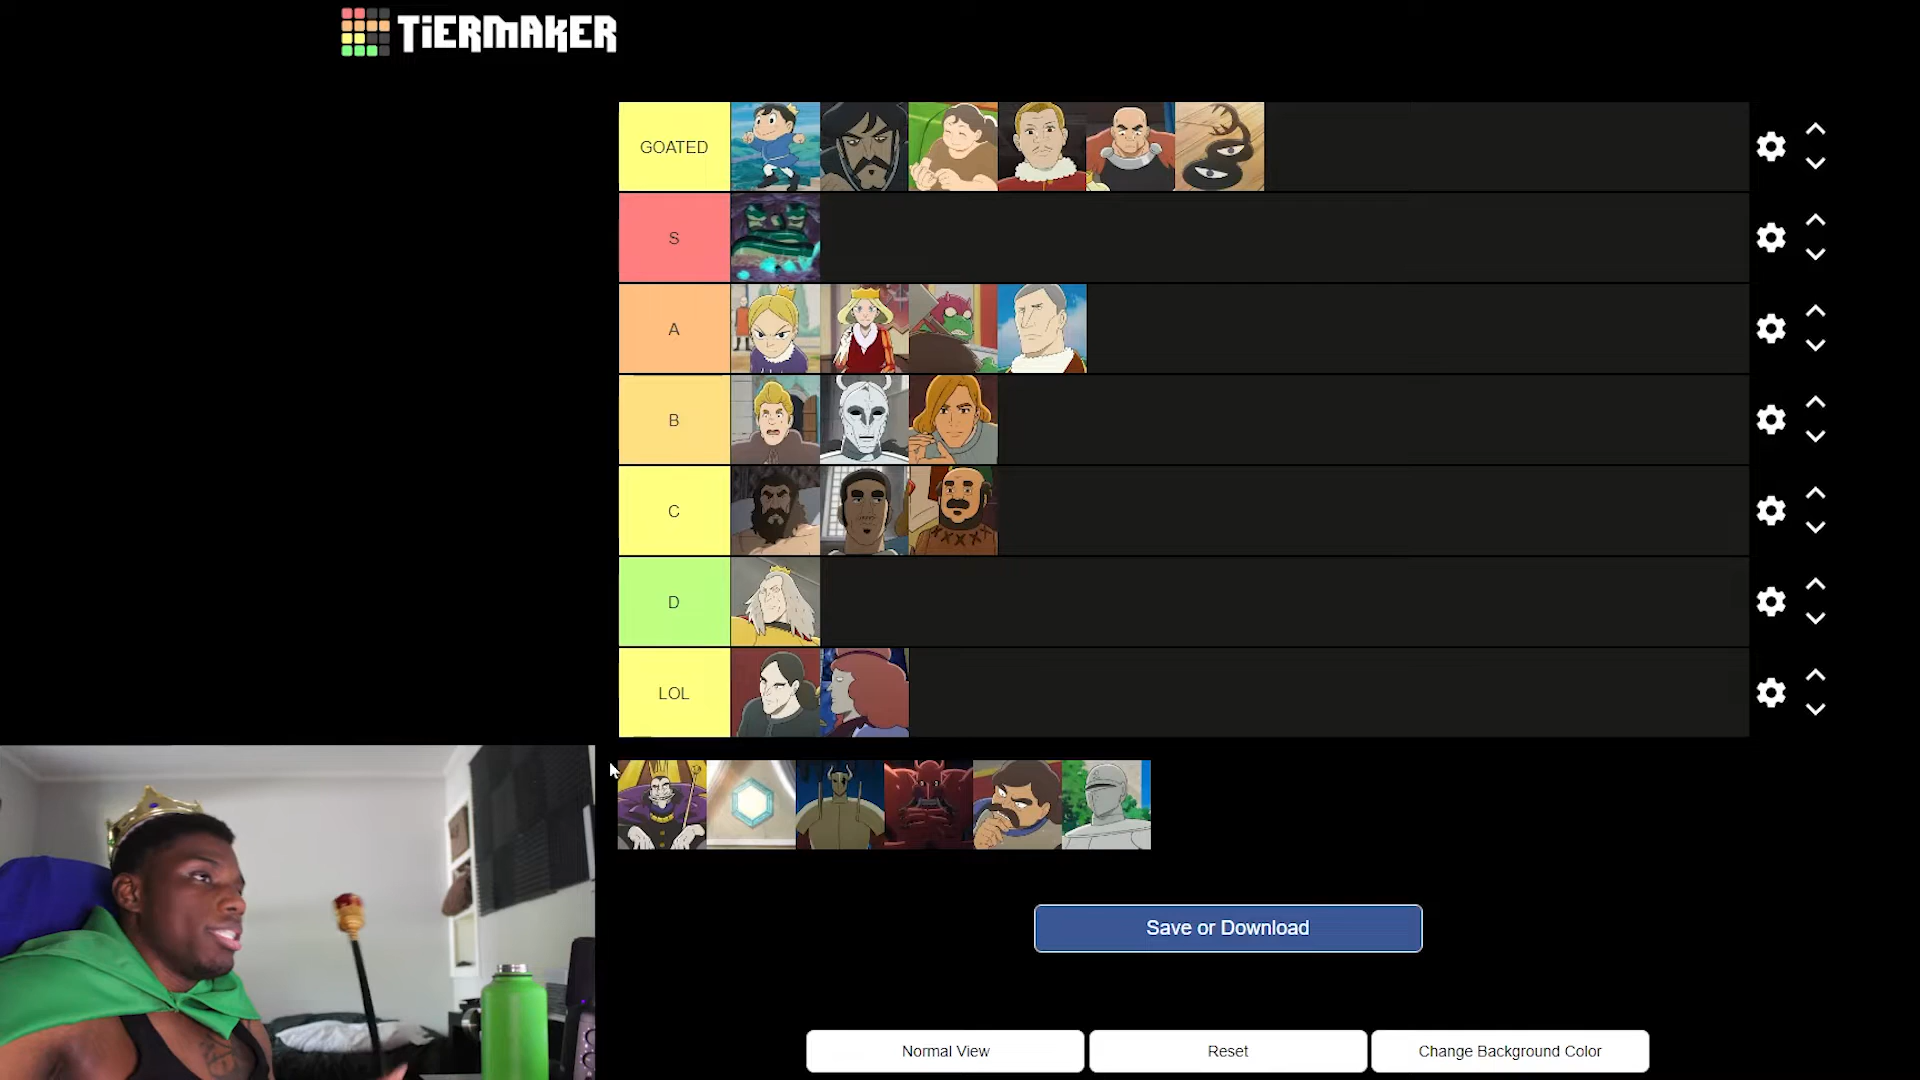 TiERMAKER
GOATED
S
A
B
C
D
LOL
Save or Download
Normal View
Reset
Change Background Color